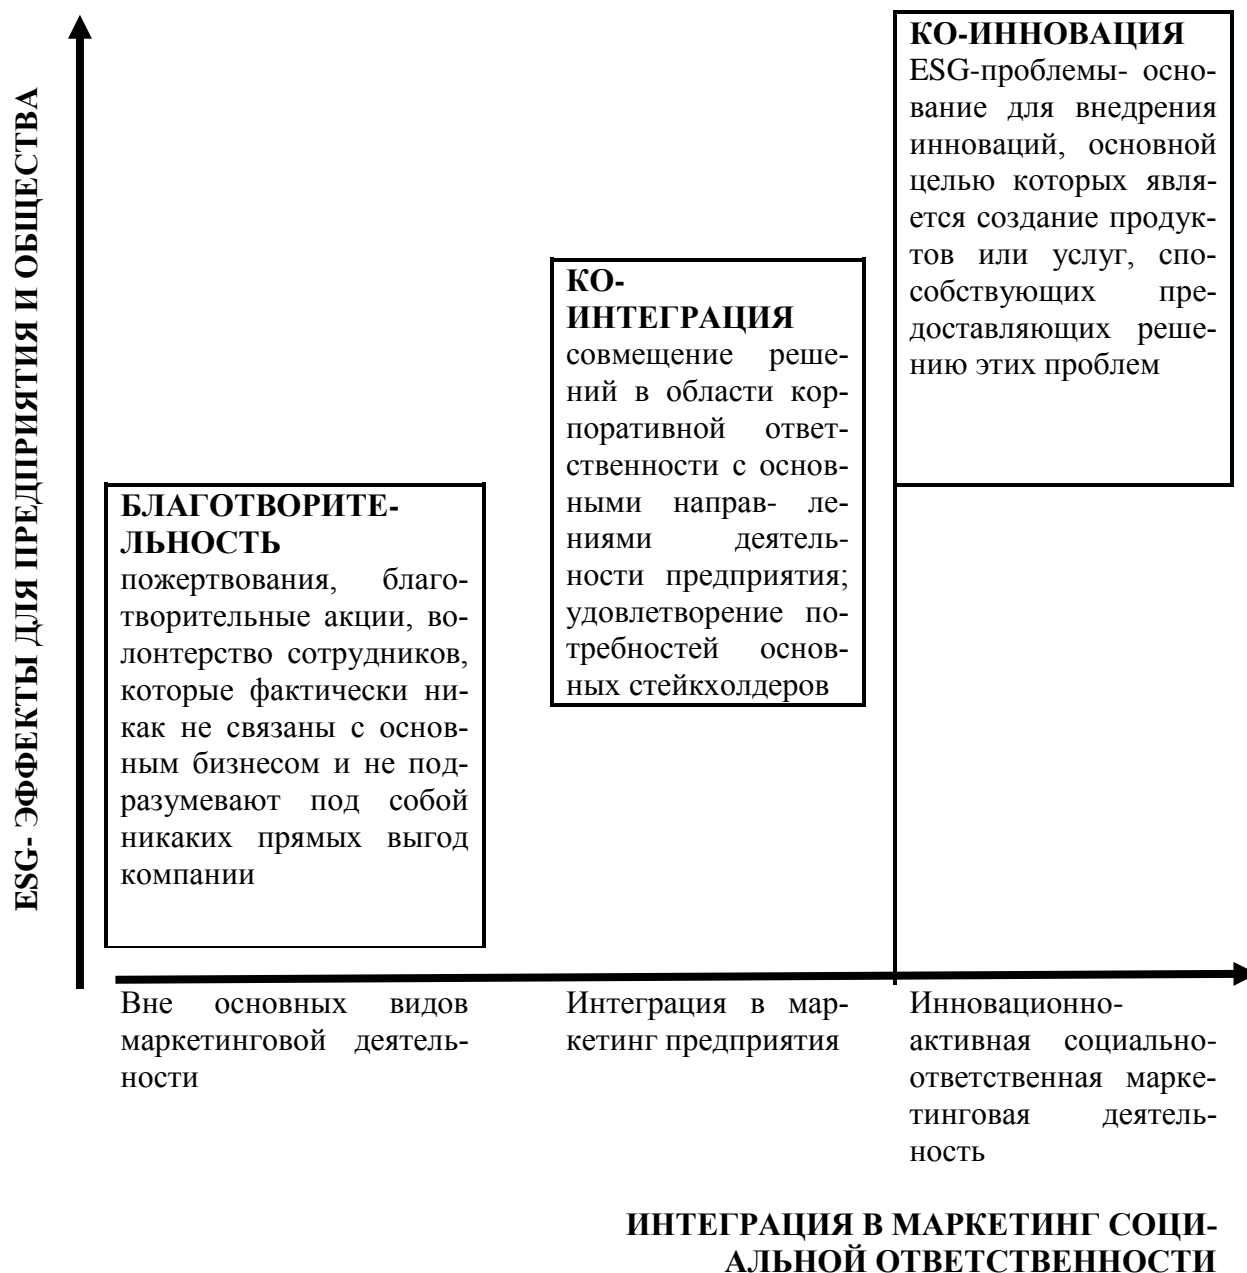 ESG- ЭФФЕКТЫ ДЛЯ ПРЕДПРИЯТИЯ И ОБЩЕСТВА
БЛАГОТВОРИТЕ-
ЛЬНОСТЬ
пожертвования, благо-
творительные акции, во-
лонтерство сотрудников,
которые фактически ни-
как не связаны с основ-
ным бизнесом и не под-
разумевают под собой
никаких прямых выгод
компании
КО-
ИНТЕГРАЦИЯ
совмещение реше-
ний в области кор-
поративной ответ-
ственности с основ-
ными направ- ле-
ниями деятель-
ности предприятия;
удовлетворение по-
требностей основ-
ных стейкхолдеров
КО-ИННОВАЦИЯ
ESG-проблемы- осно-
вание для внедрения
инноваций, основной
целью которых явля-
ется создание продук-
тов или услуг, спо-
собствующих пре-
доставляющих реше-
нию этих проблем
Вне основных видов
маркетинговой деятель-
ности
Интеграция в мар-
кетинг предприятия
Инновационно-
активная социально-
ответственная марке-
тинговая деятель-
ность
ИНТЕГРАЦИЯ В МАРКЕТИНГ СОЦИ-
АЛЬНОЙ ОТВЕТСТВЕННОСТИ